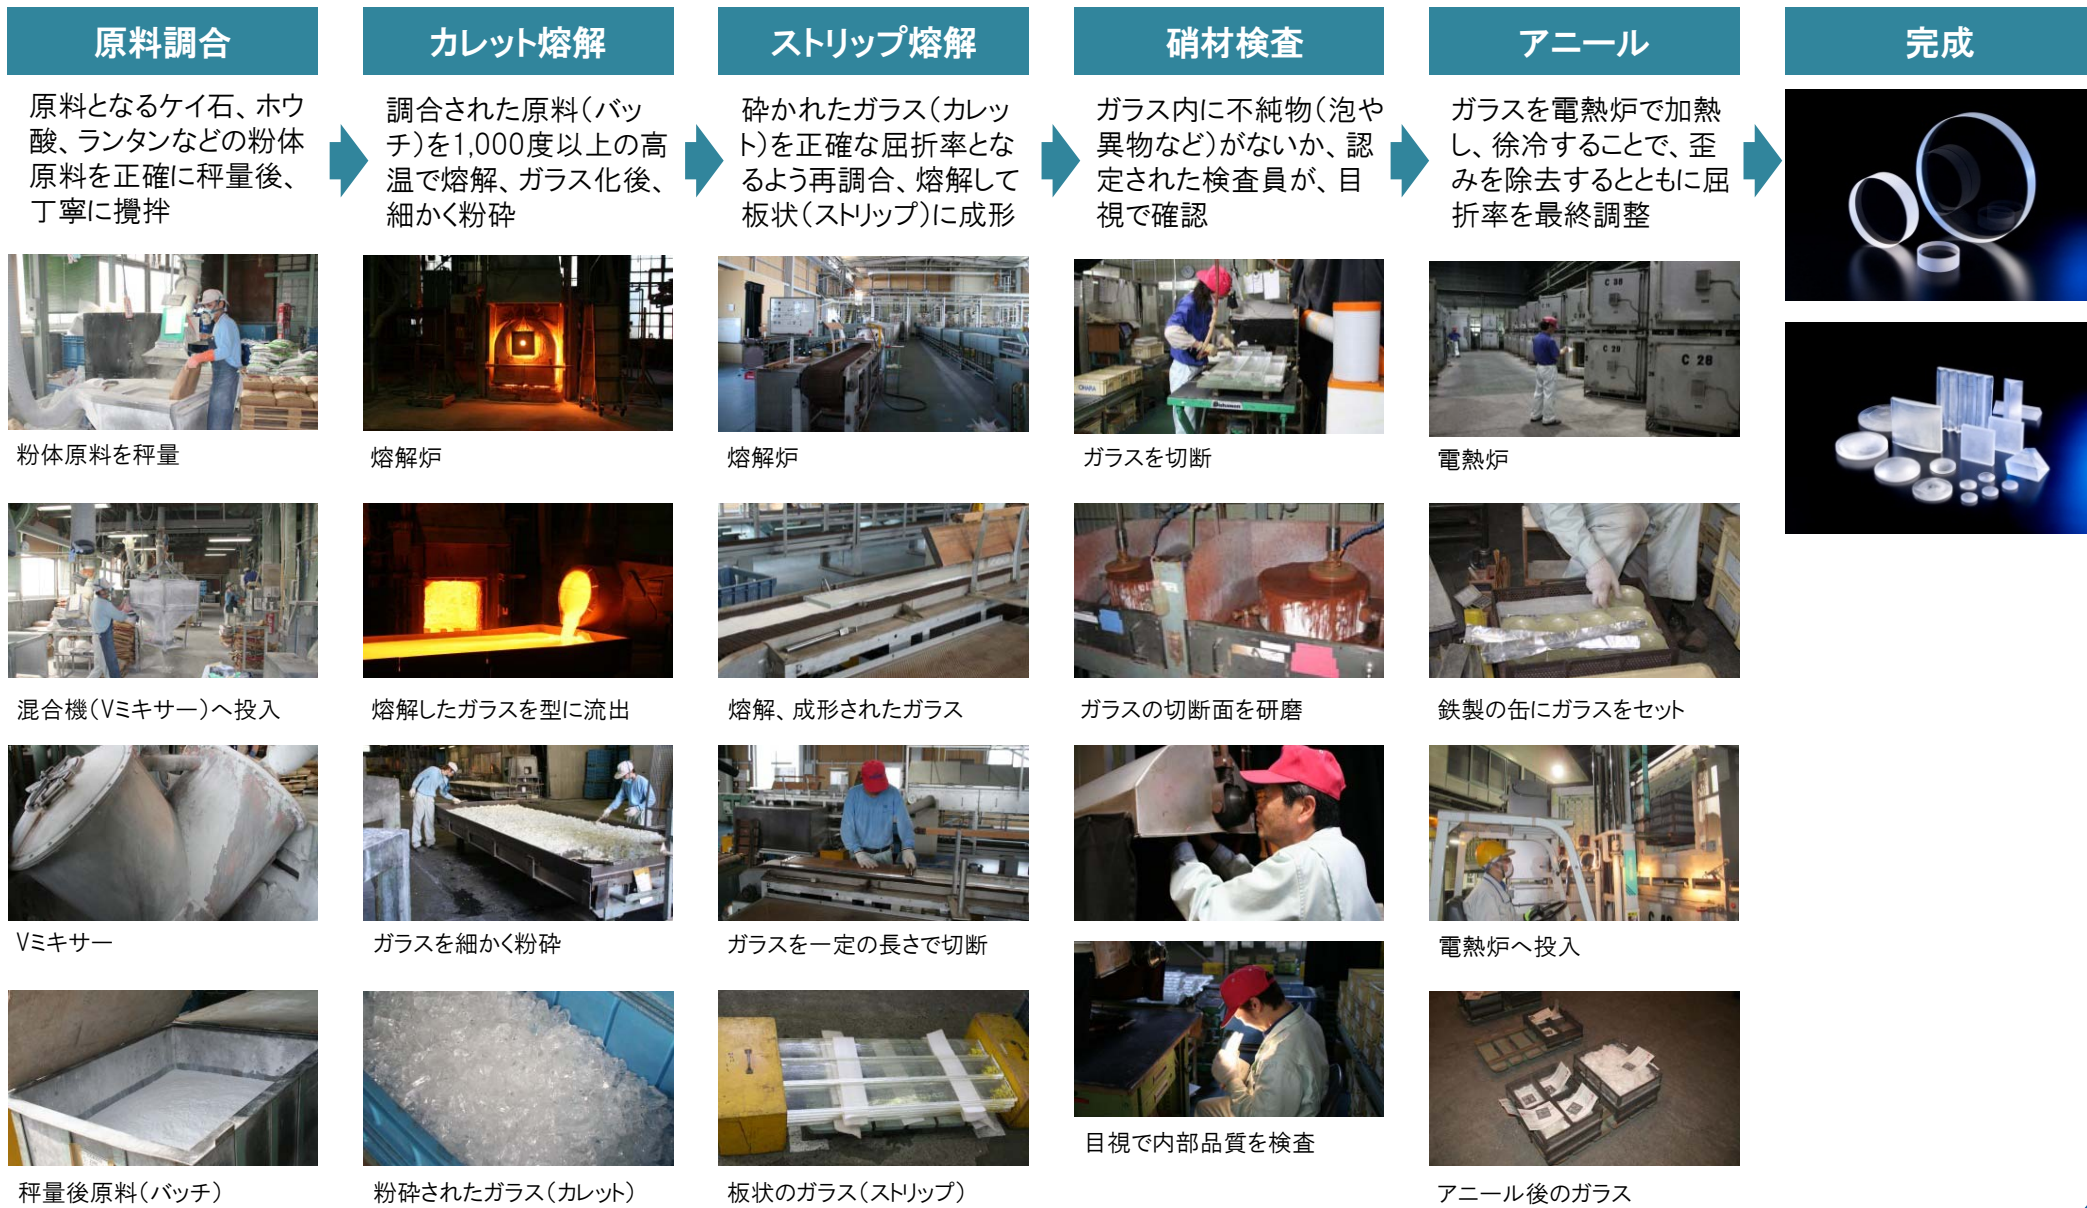 原料調合
原料となるケイ石、ホウ
酸、ランタンなどの粉体
原料を正確に秤量後、
丁寧に攪拌
粉体原料を秤量
混合機（Vミキサー）へ投入
Vミキサー
秤量後原料（バッチ）
カレット熔解
調合された原料（バッ
チ）を1,000度以上の高
温で熔解、ガラス化後、
細かく粉砕
熔解炉
熔解したガラスを型に流出
ガラスを細かく粉砕
粉砕されたガラス（カレット）
ストリップ熔解
砕かれたガラス（カレッ
ト）を正確な屈折率とな
るよう再調合、熔解して
板状（ストリップ）に成形
熔解炉
熔解、成形されたガラス
ガラスを一定の長さで切断
板状のガラス（ストリップ）
硝材検査
ガラス内に不純物（泡や
異物など）がないか、認
定された検査員が、目
視で確認
OHARA
ガラスを切断
ガラスの切断面を研磨
目視で内部品質を検査
アニール
ガラスを電熱炉で加熱
し、徐冷することで、歪
みを除去するとともに屈
折率を最終調整
C 30
C 29
C 28
電熱炉
鉄製の缶にガラスをセット
電熱炉へ投入
アニール後のガラス
完成